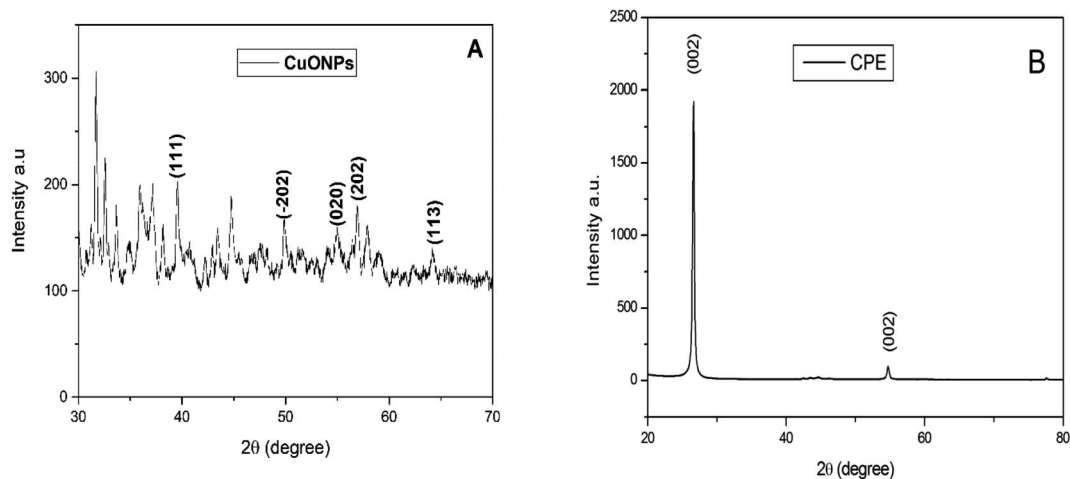 A
CuONPs
Intensity a.u
300
200
100
0
(111)
(-202)
(020)
(202)
(113)
30 40 50 60 70
2θ (degree)
B
CPE
Intensity a.u.
2500
2000
1500
1000
500
0
(002)
(002)
20 40 60 80
2θ (degree)